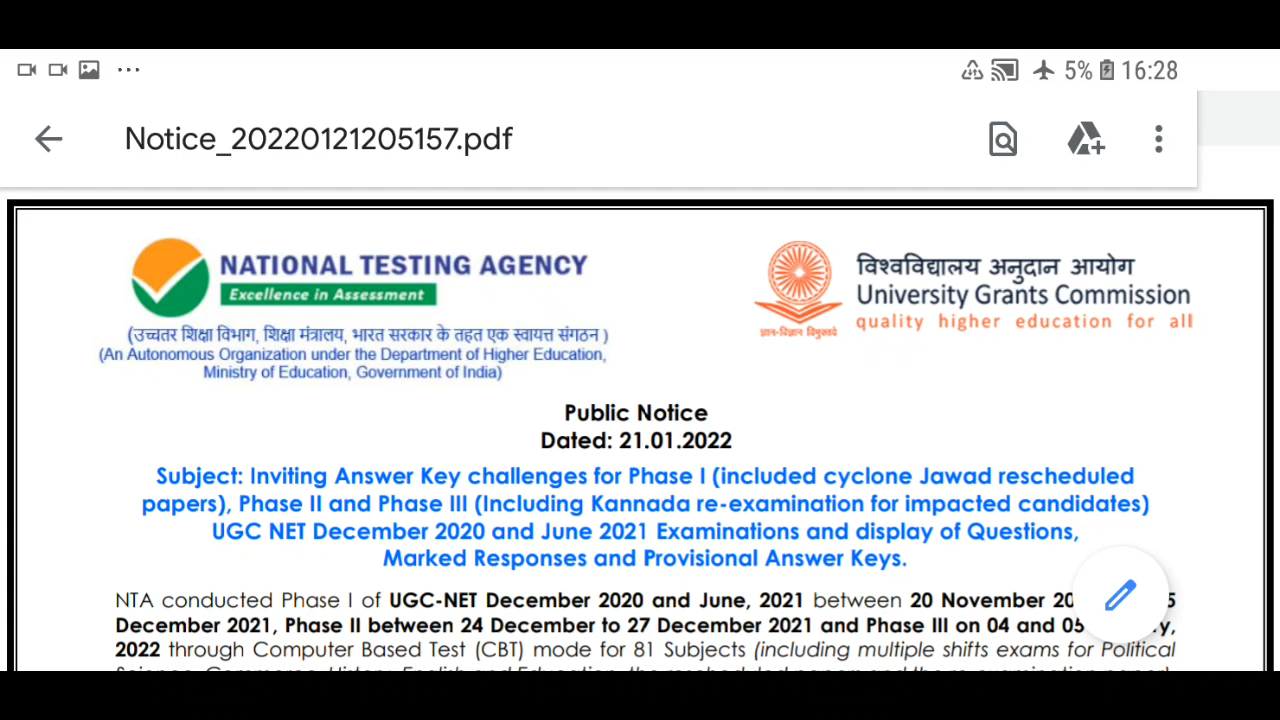 5% 16:28
Notice_20220121205157.pdf
NATIONAL TESTING AGENCY
Excellence in Assessment
(उच्चतर शिक्षा विभाग, शिक्षा मंत्रालय, भारत सरकार के तहत एक स्वायत्त संगठन )
(An Autonomous Organization under the Department of Higher Education,
Ministry of Education, Government of India)
विश्वविद्यालय अनुदान आयोग
University Grants Commission
quality higher education for all
ज्ञान-विज्ञान विमुक्तये
Public Notice
Dated: 21.01.2022
Subject: Inviting Answer Key challenges for Phase I (included cyclone Jawad rescheduled
papers), Phase II and Phase III (Including Kannada re-examination for impacted candidates)
UGC NET December 2020 and June 2021 Examinations and display of Questions,
Marked Responses and Provisional Answer Keys.
NTA conducted Phase I of UGC-NET December 2020 and June, 2021 between 20 November
December 2021, Phase II between 24 December to 27 December 2021 and Phase III on 04 and 05
2022 through Computer Based Test (CBT) mode for 81 Subjects (including multiple shifts exams for Political